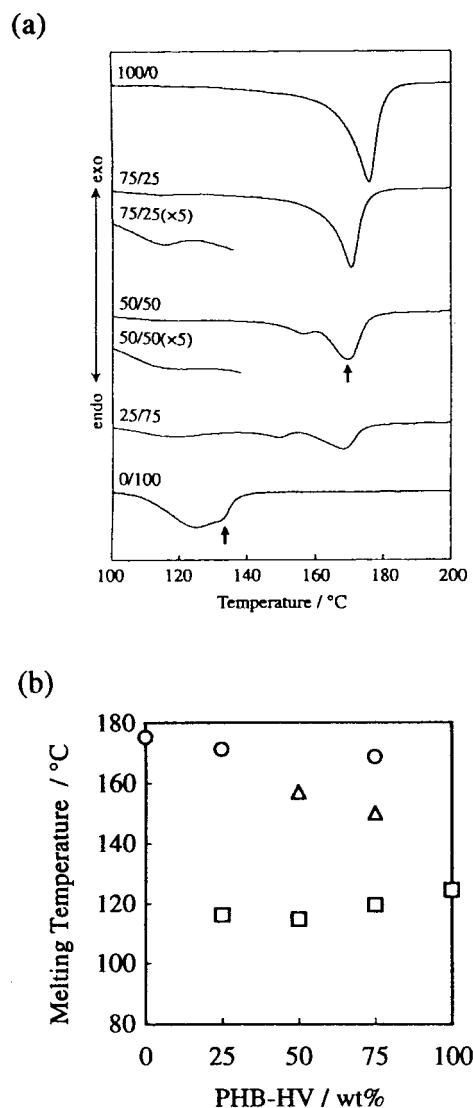 (a)
100/0
exo
75/25
75/25(×5)
50/50
50/50(×5)
endo
25/75
0/100
100 120 140 160 180 200
Temperature / °C
(b)
180
160
140
120
100
80
Melting Temperature / °C
0 25 50 75 100
PHB-HV / wt%